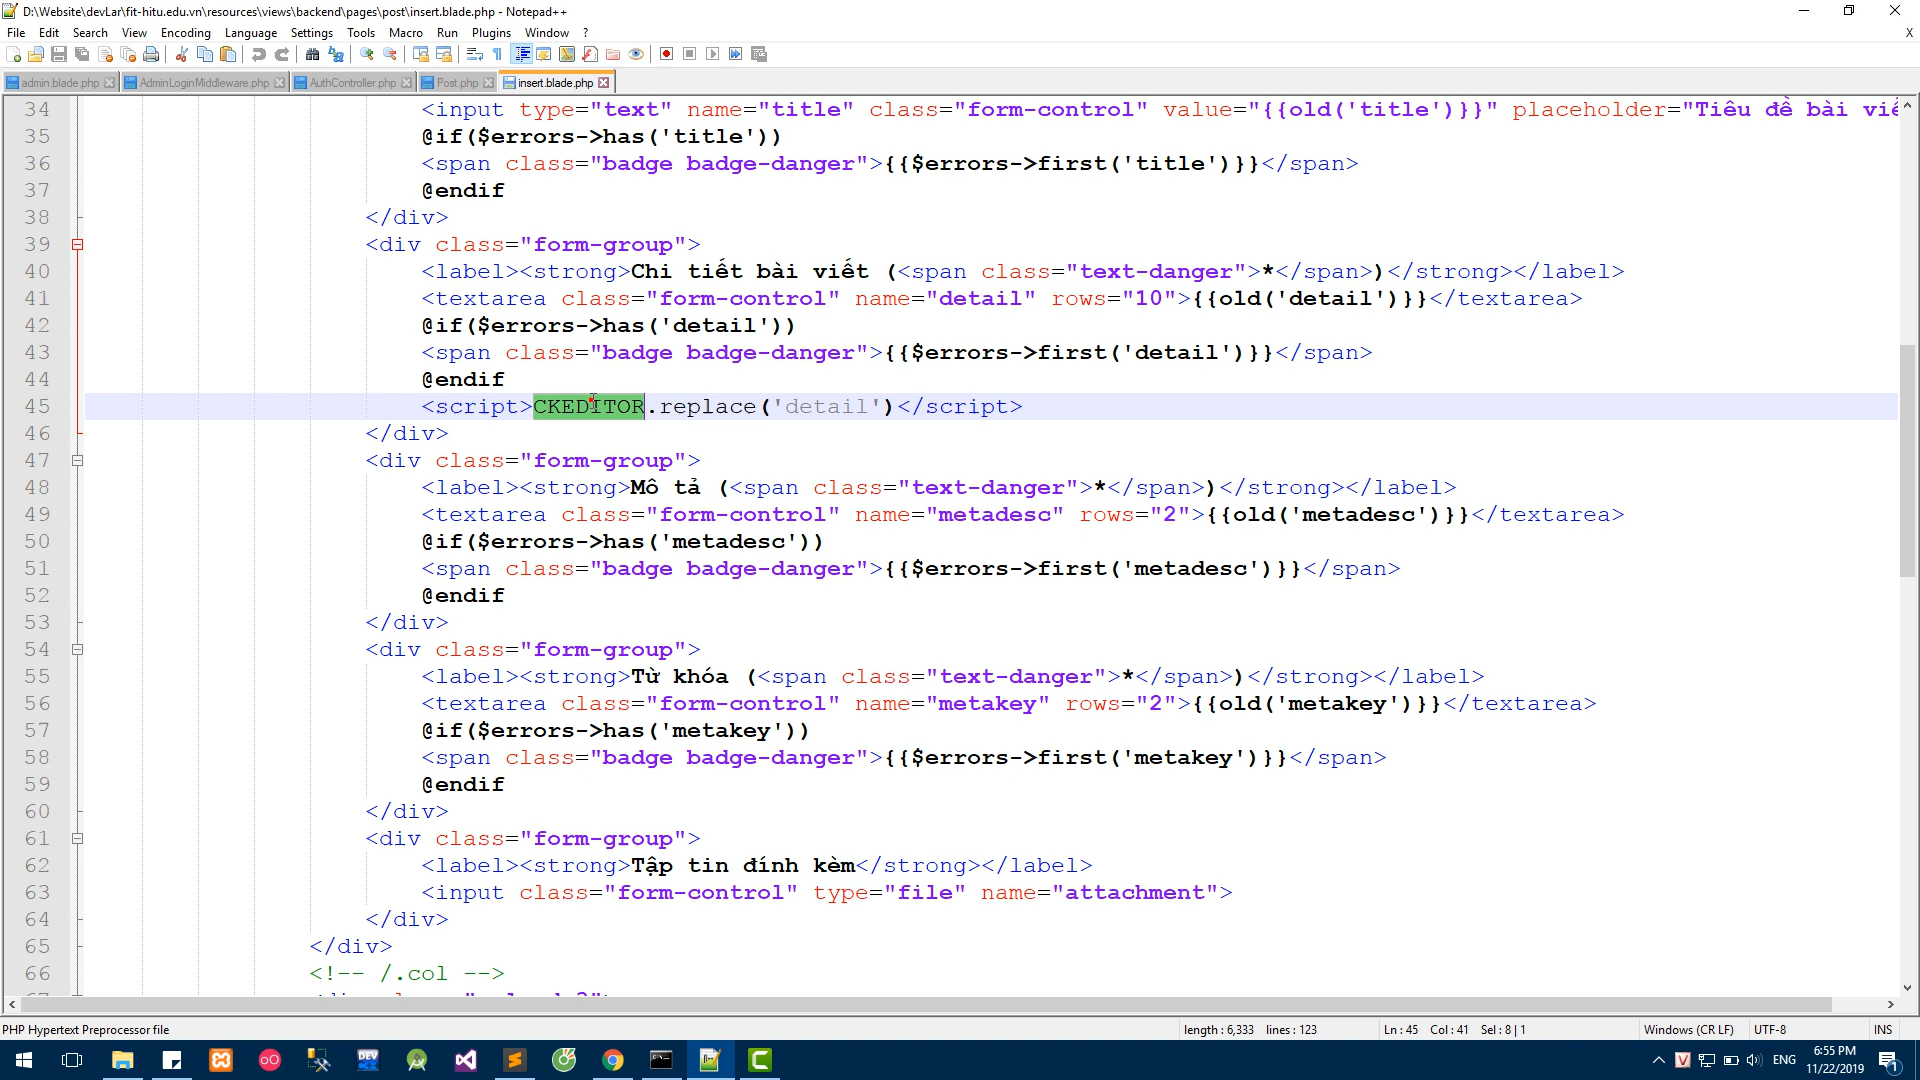 D:\Website\devLar\fit-hitu.edu.vn\resources\views\backend\pages\post\insert.blade.php - Notepad++
File Edit Search View Encoding Language Settings Tools Macro Run Plugins Window ? X
admin.blade.php AdminLoginMiddleware.php AuthController.php Post.php insert.blade.php
34 <input type="text" name="title" class="form-control" value="{{old('title')}}" placeholder="Tiêu đề bài viế
35 @if($errors->has('title'))
36 <span class="badge badge-danger">{{$errors->first('title')}}</span>
37 @endif
38 </div>
39 <div class="form-group">
40 <label><strong>Chi tiết bài viết (<span class="text-danger">*</span>)</strong></label>
41 <textarea class="form-control" name="detail" rows="10">{{old('detail')}}</textarea>
42 @if($errors->has('detail'))
43 <span class="badge badge-danger">{{$errors->first('detail')}}</span>
44 @endif
45 <script>CKEDITOR.replace('detail')</script>
46 </div>
47 <div class="form-group">
48 <label><strong>Mô tả (<span class="text-danger">*</span>)</strong></label>
49 <textarea class="form-control" name="metadesc" rows="2">{{old('metadesc')}}</textarea>
50 @if($errors->has('metadesc'))
51 <span class="badge badge-danger">{{$errors->first('metadesc')}}</span>
52 @endif
53 </div>
54 <div class="form-group">
55 <label><strong>Từ khóa (<span class="text-danger">*</span>)</strong></label>
56 <textarea class="form-control" name="metakey" rows="2">{{old('metakey')}}</textarea>
57 @if($errors->has('metakey'))
58 <span class="badge badge-danger">{{$errors->first('metakey')}}</span>
59 @endif
60 </div>
61 <div class="form-group">
62 <label><strong>Tập tin đính kèm</strong></label>
63 <input class="form-control" type="file" name="attachment">
64 </div>
65 </div>
66 <!-- /.col -->
PHP Hypertext Preprocessor file length : 6,333 lines : 123 Ln : 45 Col : 41 Sel : 8 | 1 Windows (CR LF) UTF-8 INS
DEV ENG 6:55 PM
11/22/2019